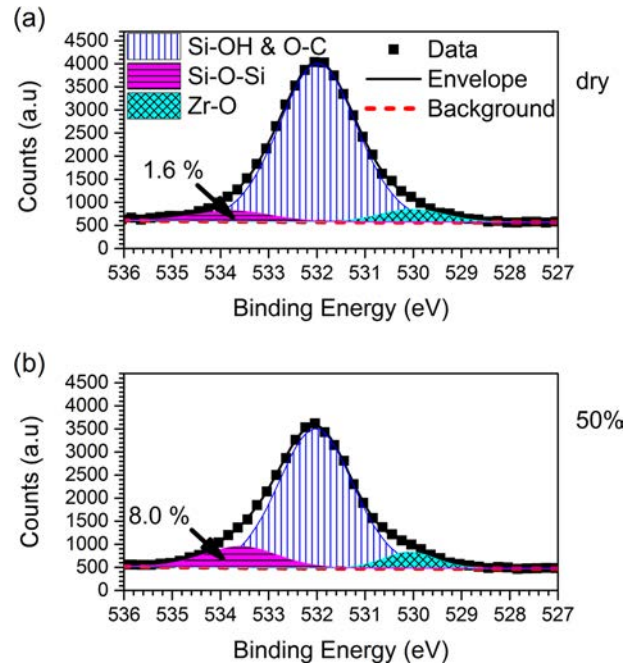 (a)
4500
4000
3500
3000
2500
2000
1500
1000
500
0
Counts (a.u)
Si-OH & O-C
Si-O-Si
Zr-O
Data
Envelope
Background
1.6 %
dry
536 535 534 533 532 531 530 529 528 527
Binding Energy (eV)
(b)
4500
4000
3500
3000
2500
2000
1500
1000
500
0
Counts (a.u)
8.0 %
50%
536 535 534 533 532 531 530 529 528 527
Binding Energy (eV)